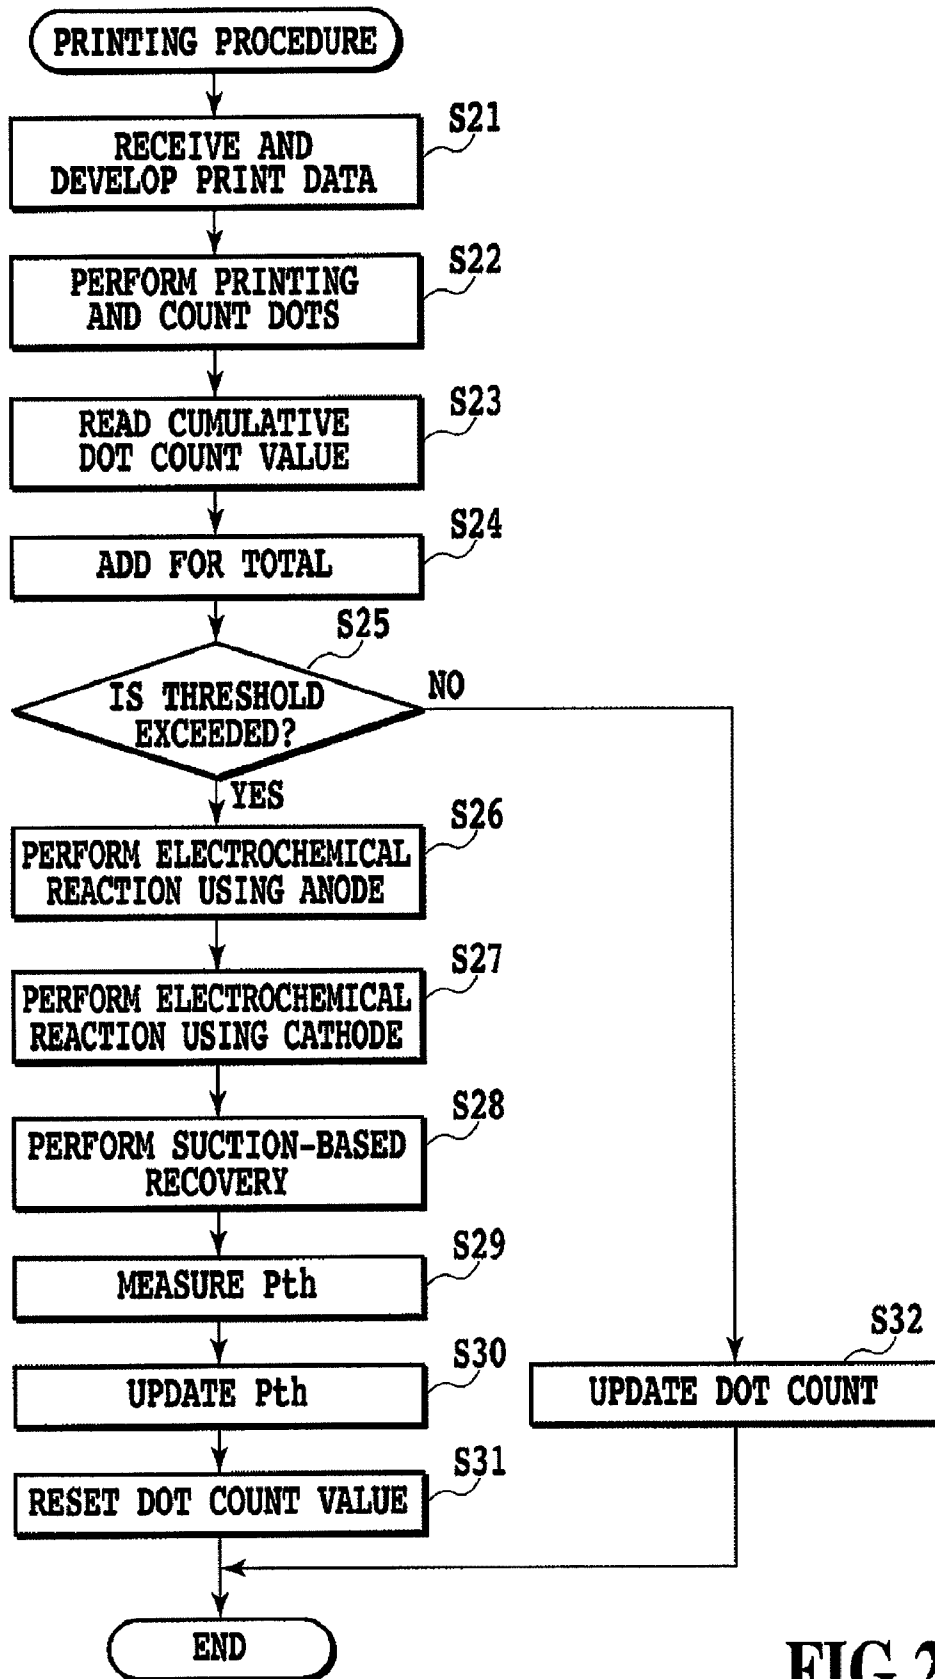 PRINTING PROCEDURE
S21
RECEIVE AND
DEVELOP PRINT DATA
S22
PERFORM PRINTING
AND COUNT DOTS
S23
READ CUMULATIVE
DOT COUNT VALUE
S24
ADD FOR TOTAL
S25
IS THRESHOLD
EXCEEDED?
NO
YES
S26
PERFORM ELECTROCHEMICAL
REACTION USING ANODE
S27
PERFORM ELECTROCHEMICAL
REACTION USING CATHODE
S28
PERFORM SUCTION-BASED
RECOVERY
S29
MEASURE Pth
S30
UPDATE Pth
S32
UPDATE DOT COUNT
S31
RESET DOT COUNT VALUE
END